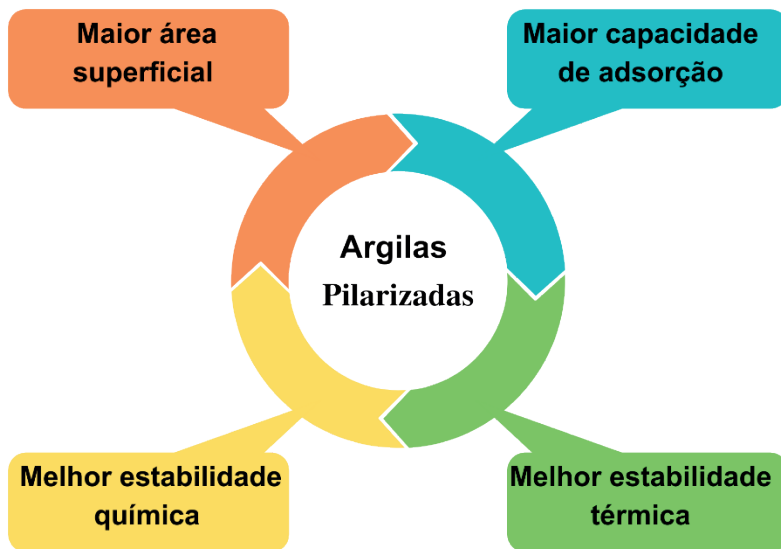 Maior área
superficial
Maior capacidade
de adsorção
Argilas
Pilarizadas
Melhor estabilidade
química
Melhor estabilidade
térmica